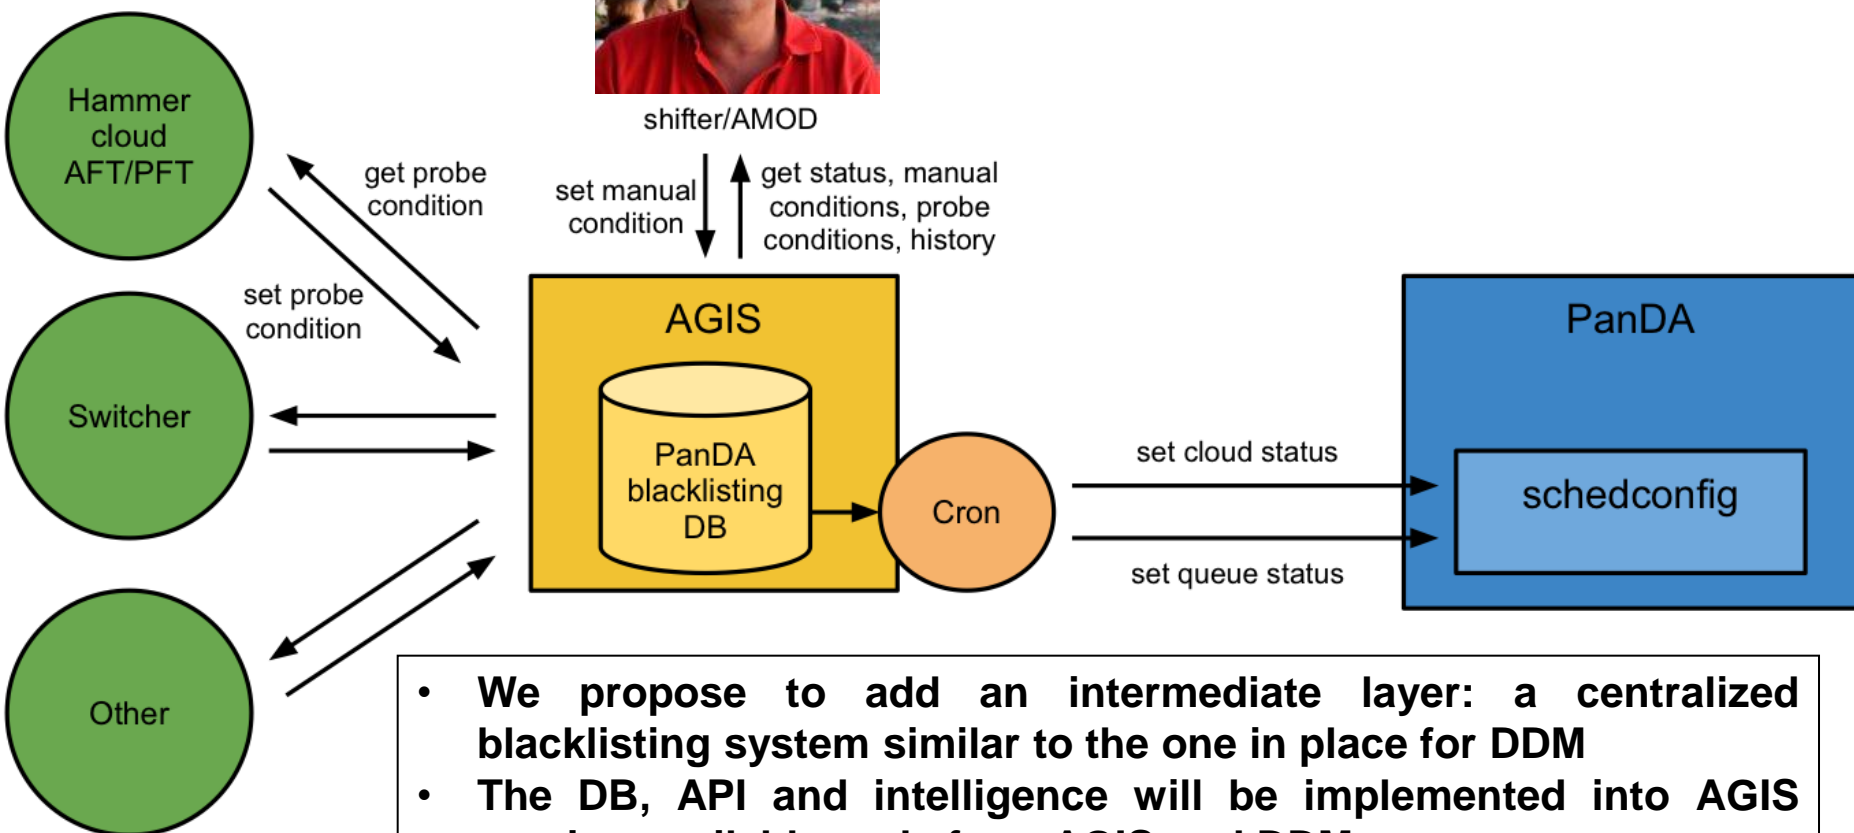 Hammer
cloud
AFT/PFT
shifter/AMOD
get probe
condition
set manual
condition
get status, manual
conditions, probe
conditions, history
set probe
condition
AGIS
PanDA
Switcher
PanDA
blacklisting
DB
Cron
set cloud status
schedconfig
set queue status
Other
• We propose to add an intermediate layer: a centralized
blacklisting system similar to the one in place for DDM
• The DB, API and intelligence will be implemented into AGIS